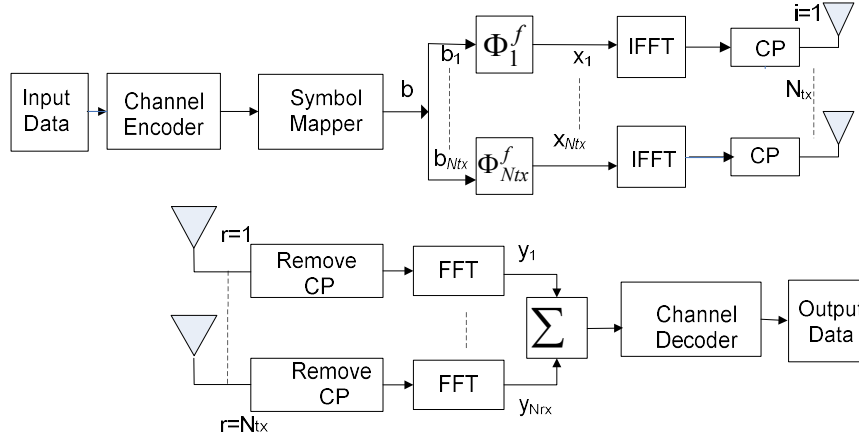 Input
Data
Channel
Encoder
Symbol
Mapper
b
b1
Φ1f
x1
IFFT
CP
i=1
Ntx
bNtx
ΦNtxf
xNtx
IFFT
CP
r=1
Remove
CP
FFT
y1
Σ
Channel
Decoder
Output
Data
r=Ntx
Remove
CP
FFT
yNrx